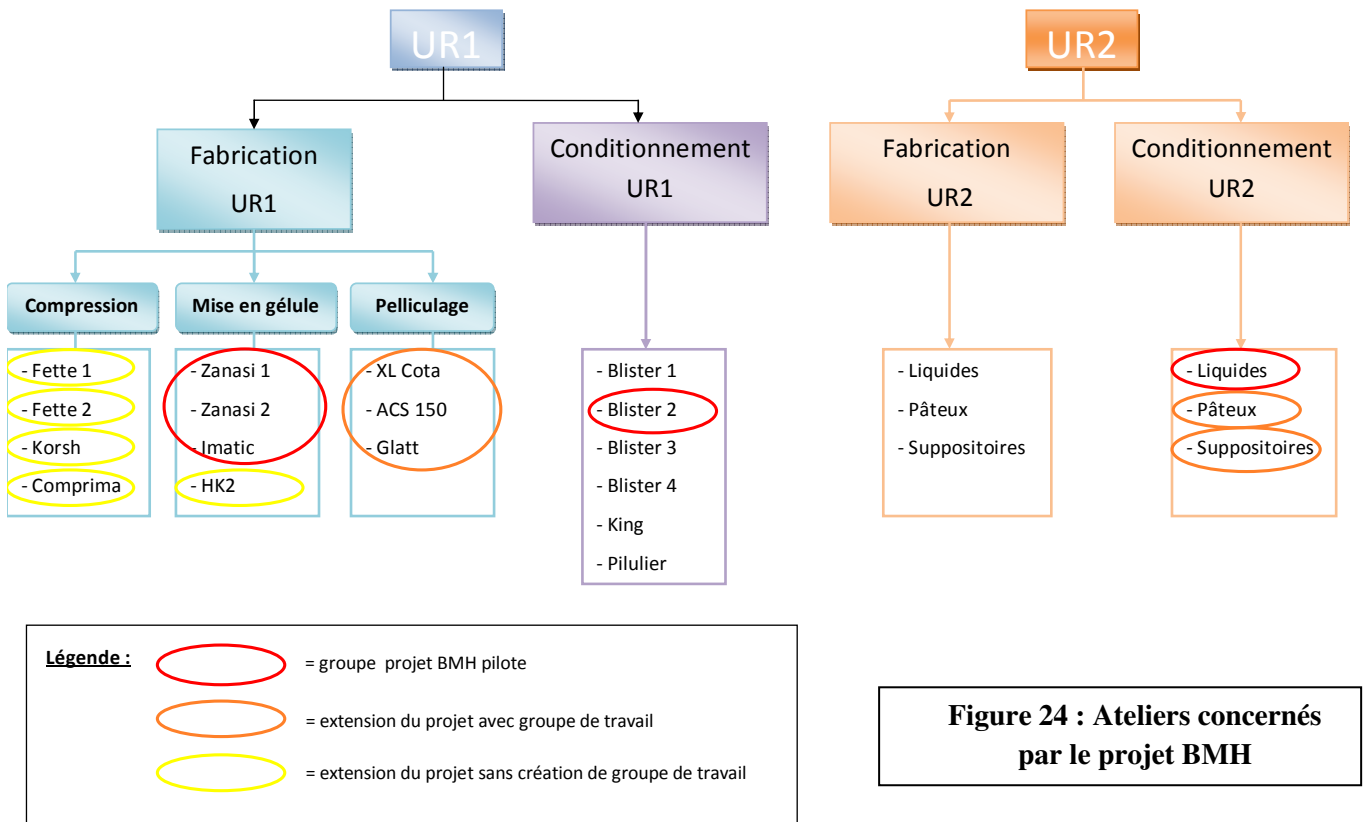 UR1
UR2
Fabrication
UR1
Conditionnement
UR1
Fabrication
UR2
Conditionnement
UR2
Compression
Mise en gélule
Pelliculage
- Fette 1
- Fette 2
- Korsh
- Comprima
- Zanasi 1
- Zanasi 2
- Imatic
- HK2
- XL Cota
- ACS 150
- Glatt
- Blister 1
- Blister 2
- Blister 3
- Blister 4
- King
- Pilulier
- Liquides
- Pâteux
- Suppositoires
- Liquides
- Pâteux
- Suppositoires
Légende :
= groupe projet BMH pilote
= extension du projet avec groupe de travail
= extension du projet sans création de groupe de travail
Figure 24 : Ateliers concernés
par le projet BMH